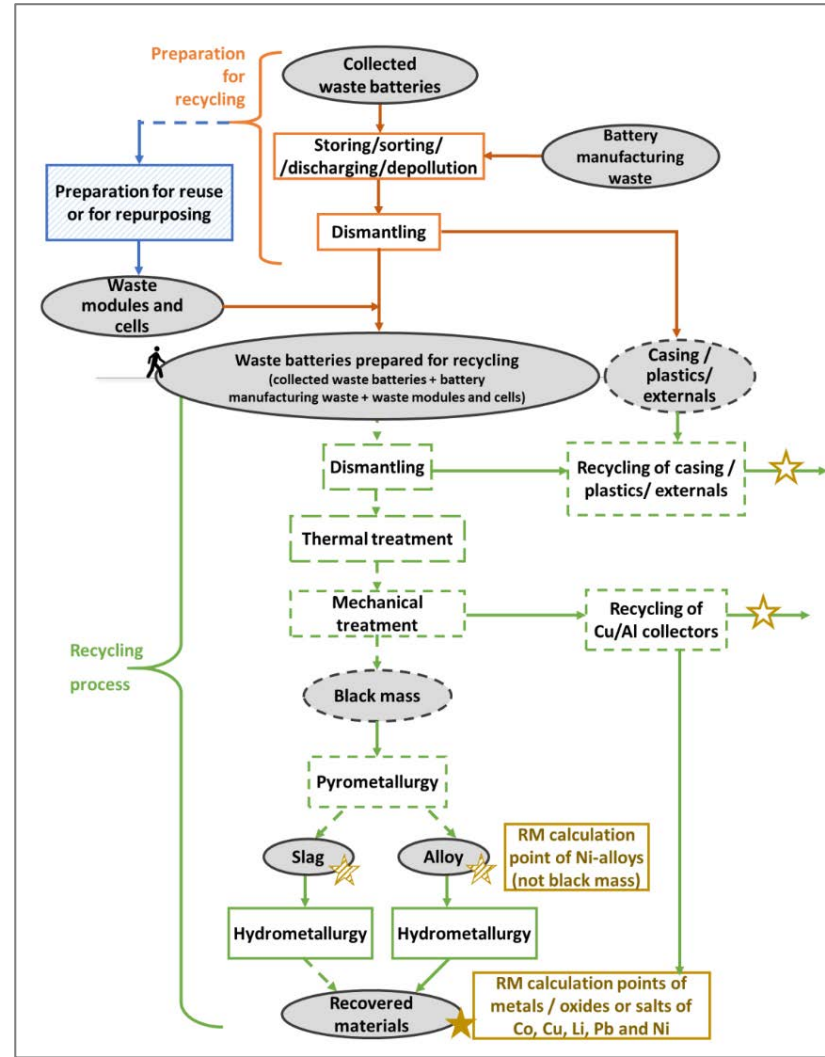 Preparation
for
recycling
Collected
waste batteries
Storing/sorting/
/discharging/depollution
Battery
manufacturing
waste
Preparation for reuse
or for repurposing
Dismantling
Waste
modules and
cells
Waste batteries prepared for recycling
(collected waste batteries + battery
manufacturing waste + waste modules and cells)
Casing /
plastics/
externals
Dismantling
Recycling of casing /
plastics/ externals
Thermal treatment
Mechanical
treatment
Recycling of
Cu/Al collectors
Recycling
process
Black mass
Pyrometallurgy
Slag
Alloy
RM calculation
point of Ni-alloys
(not black mass)
Hydrometallurgy
Hydrometallurgy
Recovered
materials
RM calculation points of
metals / oxides or salts of
Co, Cu, Li, Pb and Ni